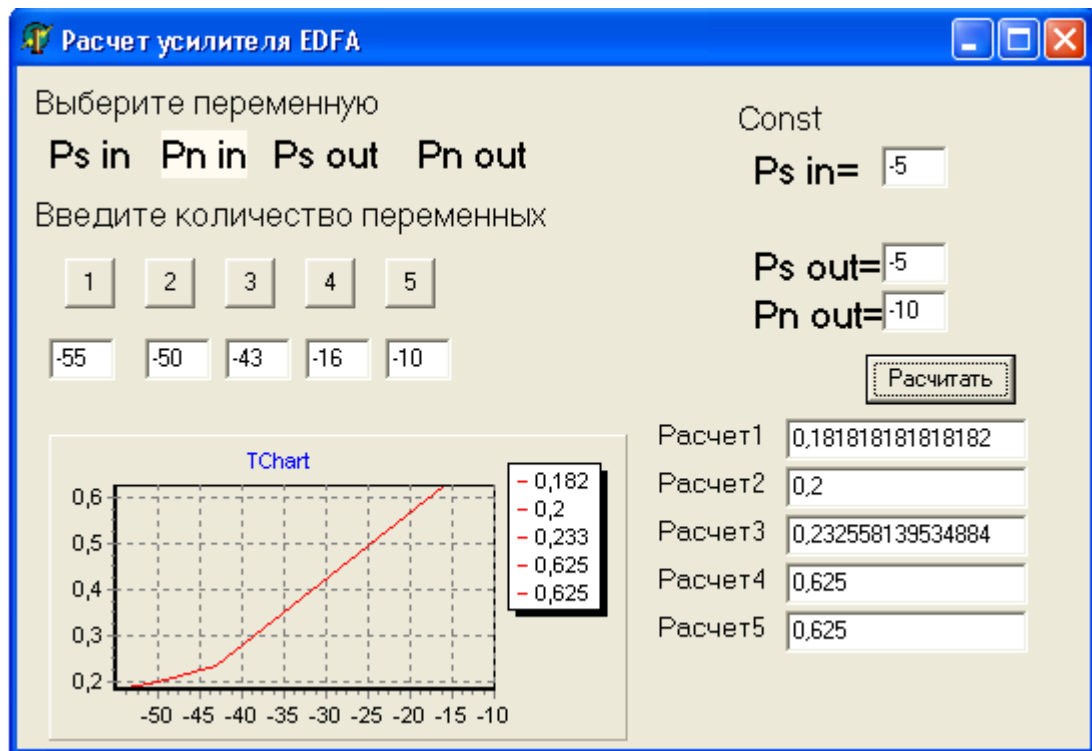 Расчет усилителя EDFA
Выберите переменную
Ps in Pn in Ps out Pn out
Введите количество переменных
1 2 3 4 5
-55 -50 -43 -16 -10
Const
Ps in= -5
Ps out= -5
Pn out= -10
Расчитать
Расчет1 0,181818181818182
Расчет2 0,2
Расчет3 0,232558139534884
Расчет4 0,625
Расчет5 0,625
TChart
0,6
0,5
0,4
0,3
0,2
-50 -45 -40 -35 -30 -25 -20 -15 -10
0,182
0,2
0,233
0,625
0,625